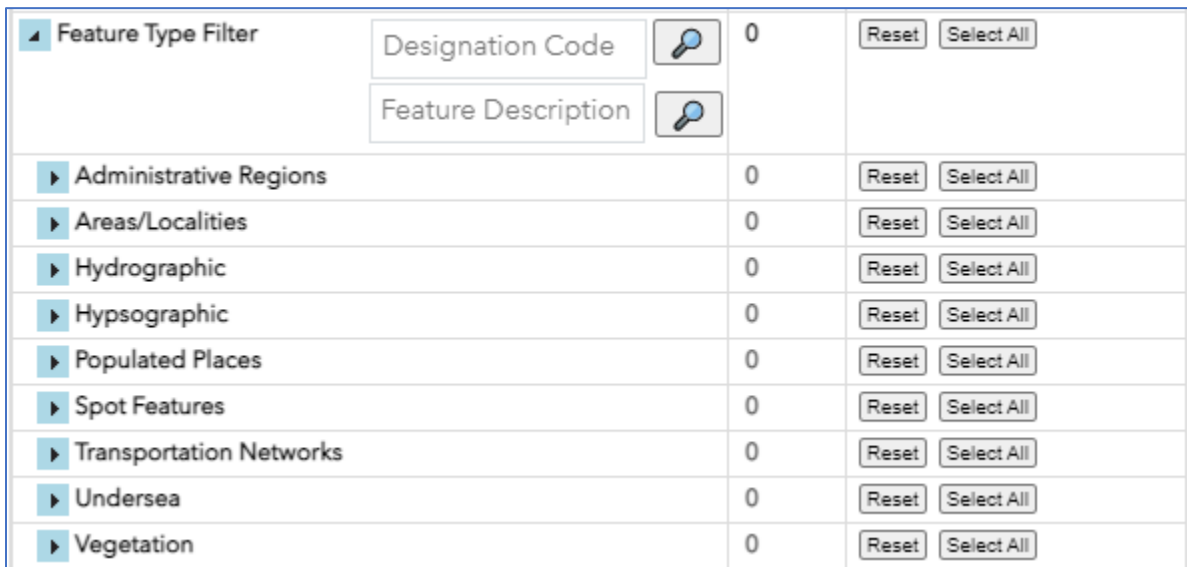 Feature Type Filter Designation Code 0 Reset Select All
Feature Description
Administrative Regions 0 Reset Select All
Areas/Localities 0 Reset Select All
Hydrographic 0 Reset Select All
Hypsographic 0 Reset Select All
Populated Places 0 Reset Select All
Spot Features 0 Reset Select All
Transportation Networks 0 Reset Select All
Undersea 0 Reset Select All
Vegetation 0 Reset Select All